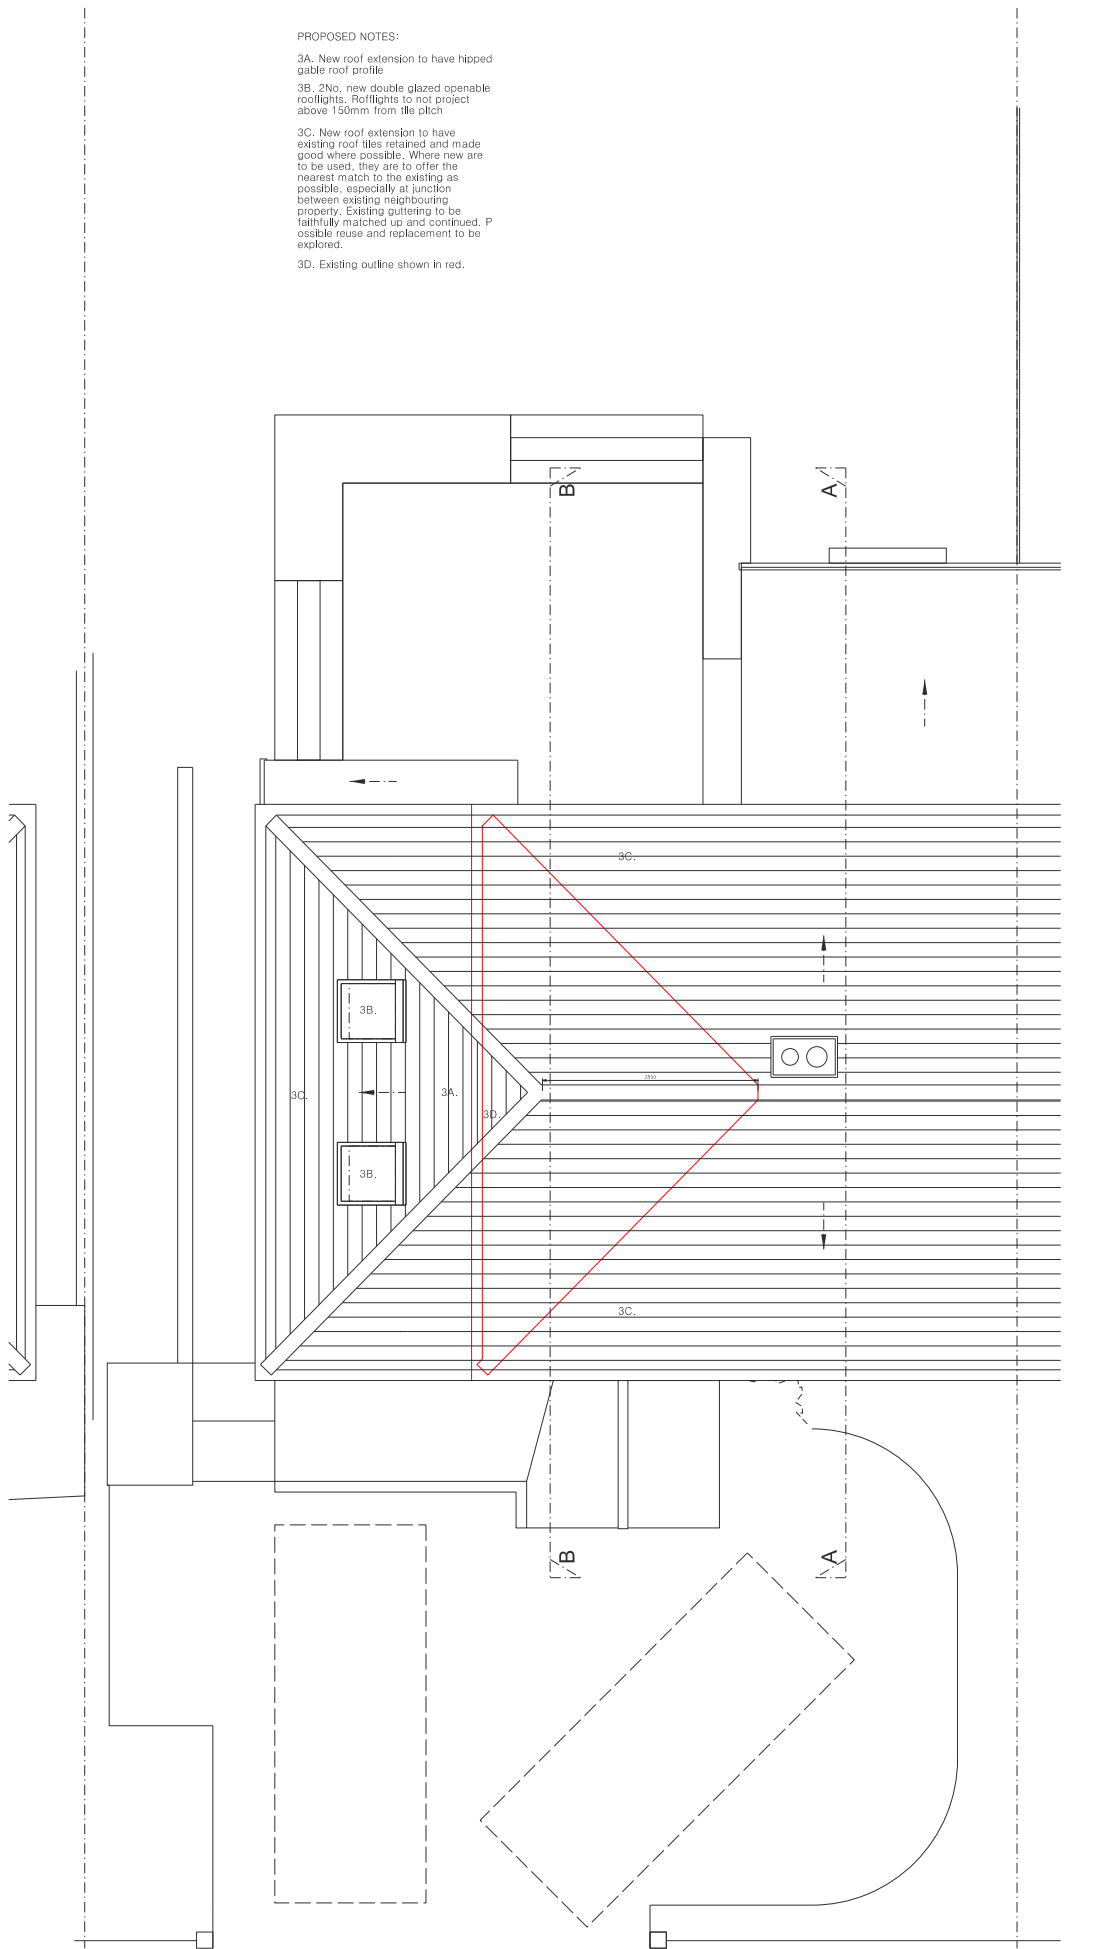 PROPOSED NOTES:
3A. New roof extension to have hipped
gable roof profile
3B. 2No. new double glazed openable
rooflights. Rofflights to not project
above 150mm from tile pitch
3C. New roof extension to have
existing roof tiles retained and made
good where possible. Where new are
to be used, they are to offer the
nearest match to the existing as
possible, especially at junction
between existing neighbouring
property. Existing guttering to be
faithfully matched up and continued. P
ossible reuse and replacement to be
explored.
3D. Existing outline shown in red.
B
A
3C.
3B.
2850
3C.
3A.
3D.
3B.
3C.
B
A